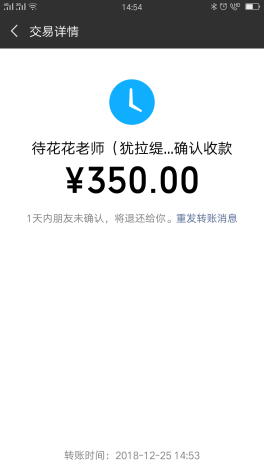 14:54
交易详情
待花花老师（犹拉缇...确认收款
¥350.00
1天内朋友未确认，将退还给你。重发转账消息
转账时间：2018-12-25 14:53